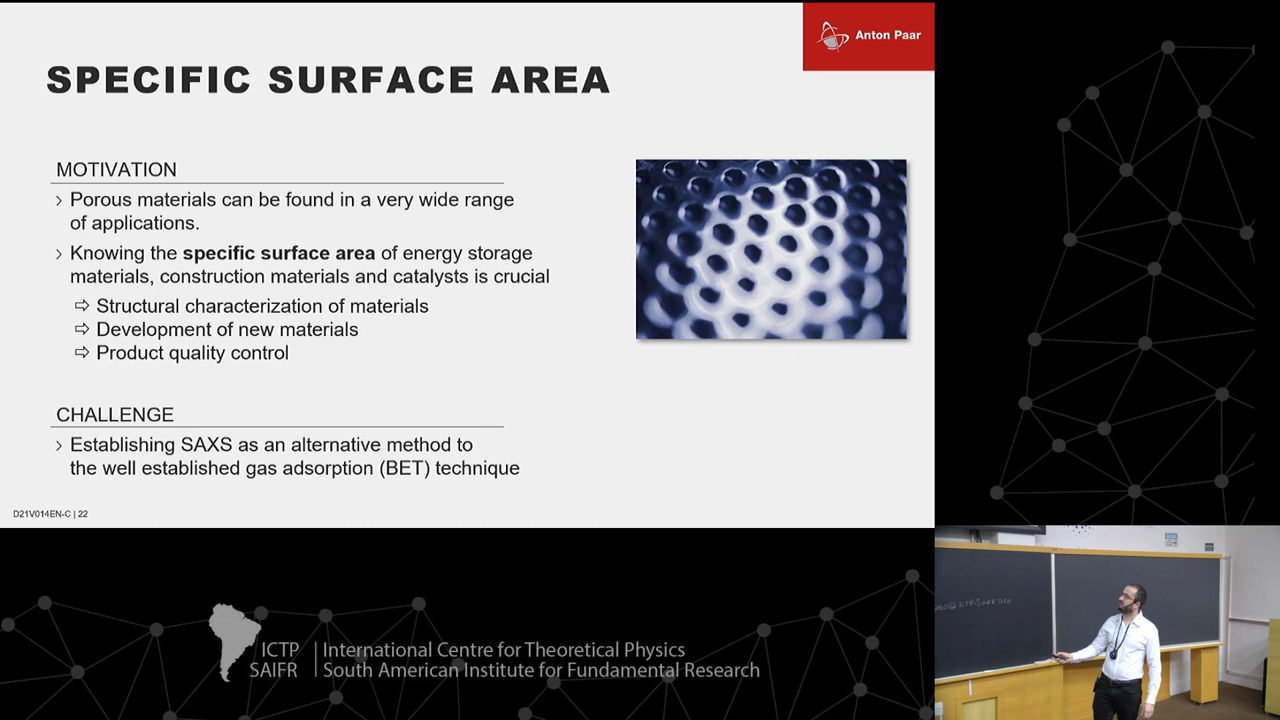 Anton Paar
SPECIFIC SURFACE AREA
MOTIVATION
› Porous materials can be found in a very wide range
of applications.
› Knowing the specific surface area of energy storage
materials, construction materials and catalysts is crucial
⇨ Structural characterization of materials
⇨ Development of new materials
⇨ Product quality control
CHALLENGE
› Establishing SAXS as an alternative method to
the well established gas adsorption (BET) technique
D21V014EN-C | 22
ICTP | International Centre for Theoretical Physics
SAIFR | South American Institute for Fundamental Research